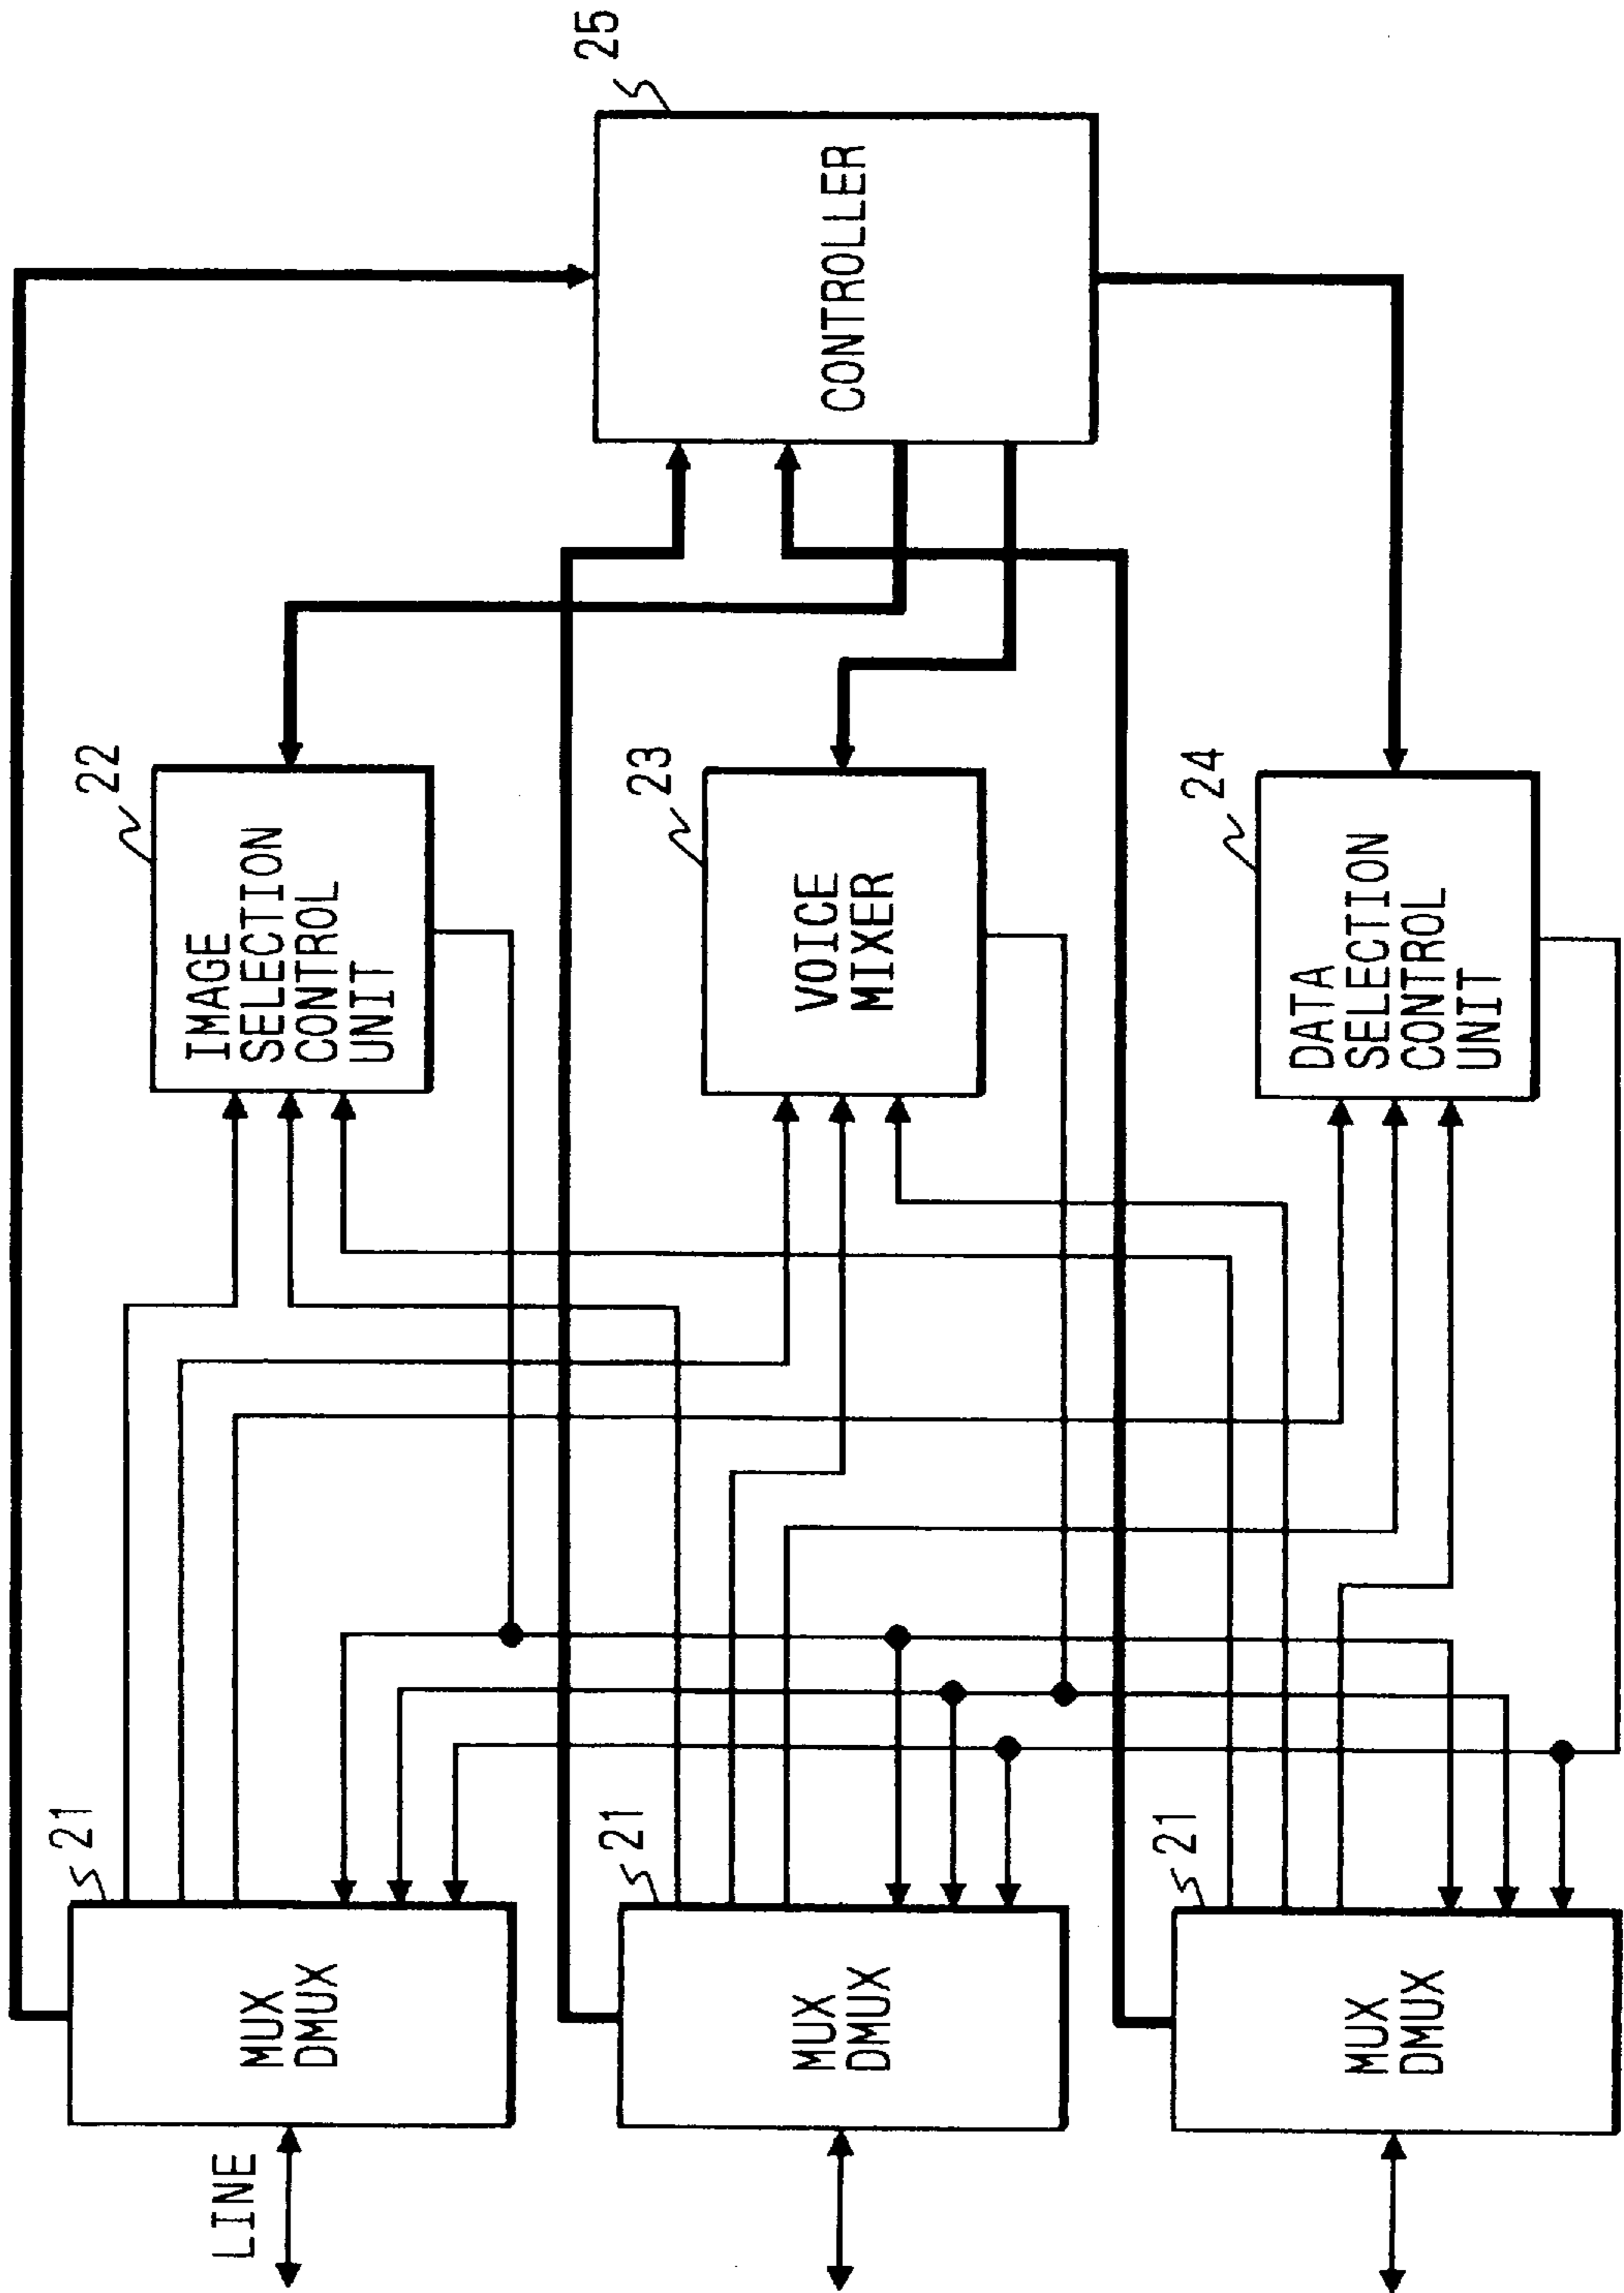 LINE
MUX
DMUX
21
MUX
DMUX
21
MUX
DMUX
21
IMAGE
SELECTION
CONTROL
UNIT
22
VOICE
MIXER
23
DATA
SELECTION
CONTROL
UNIT
24
CONTROLLER
25